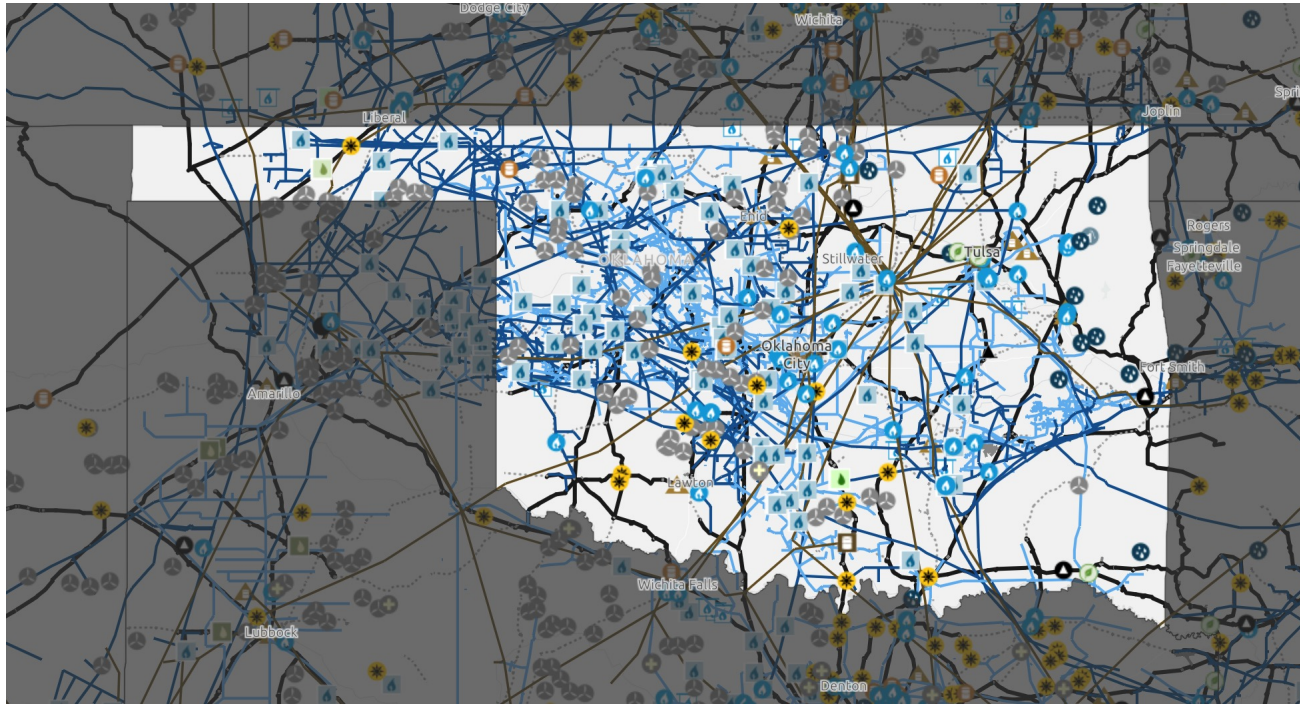 Dodge City
Wichita
Liberal
Joplin
Spri
Enid
OKLAHOMA
Stillwater
Tulsa
Rogers
Springdale
Fayetteville
Oklahoma
City
Amarillo
Fort Smith
Lawton
Wichita Falls
Lubbock
Denton